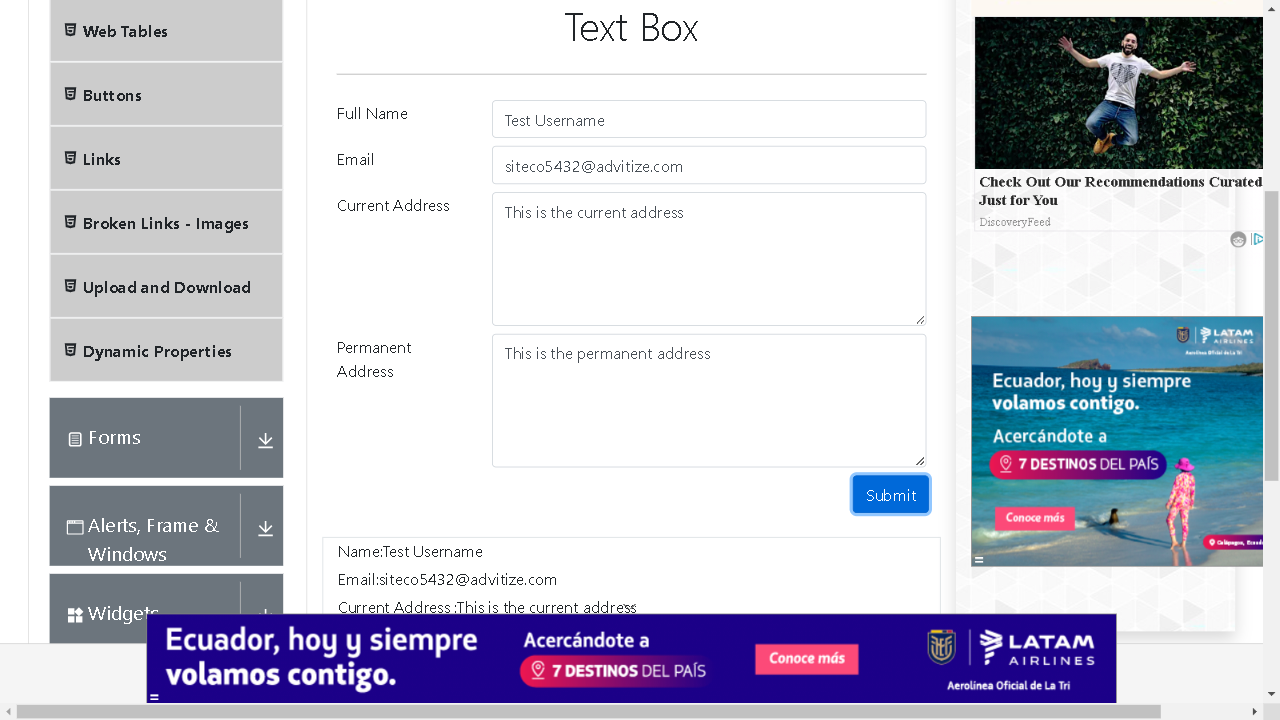 Web Tables
Buttons
Links
Broken Links - Images
Upload and Download
Dynamic Properties
Forms
Alerts, Frame &
Windows
Widgets
Text Box
Full Name
Test Username
Email
siteco5432@advitize.com
Current Address
This is the current address
Permanent
Address
This is the permanent address
Submit
Name:Test Username
Email:siteco5432@advitize.com
Current Address :This is the current address
Check Out Our Recommendations Curated
Just for You
DiscoveryFeed
LATAM
AIRLINES
Aerolínea Oficial de La Tri
Ecuador, hoy y siempre
volamos contigo.
Acercándote a
7 DESTINOS DEL PAÍS
Conoce más
Ecuador, hoy y siempre
volamos contigo.
Acercándote a
7 DESTINOS DEL PAÍS
Conoce más
LATAM
AIRLINES
Aerolínea Oficial de La Tri